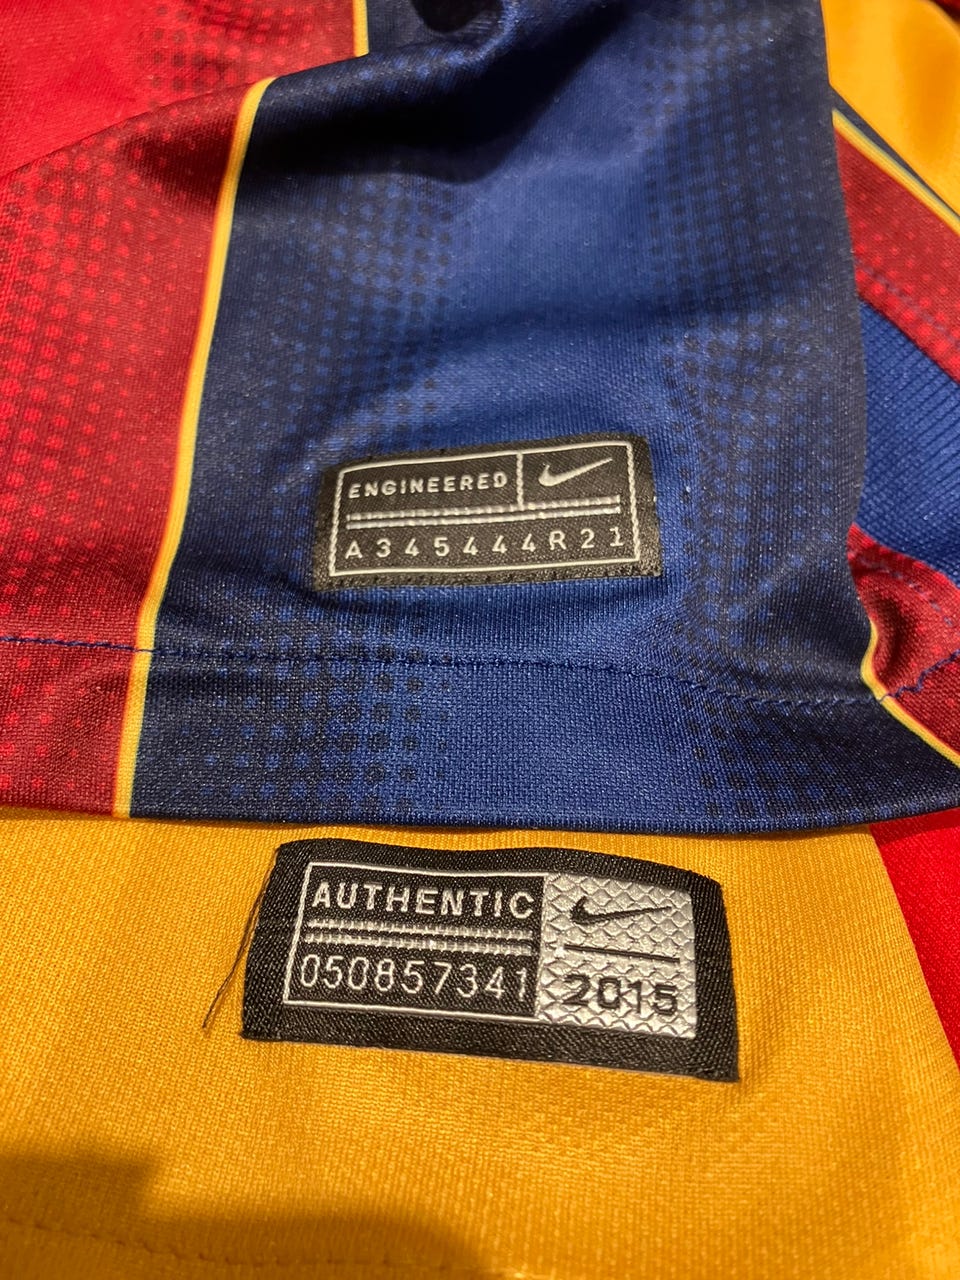 ENGINEERED
A345444R21
AUTHENTIC
050857341
2015